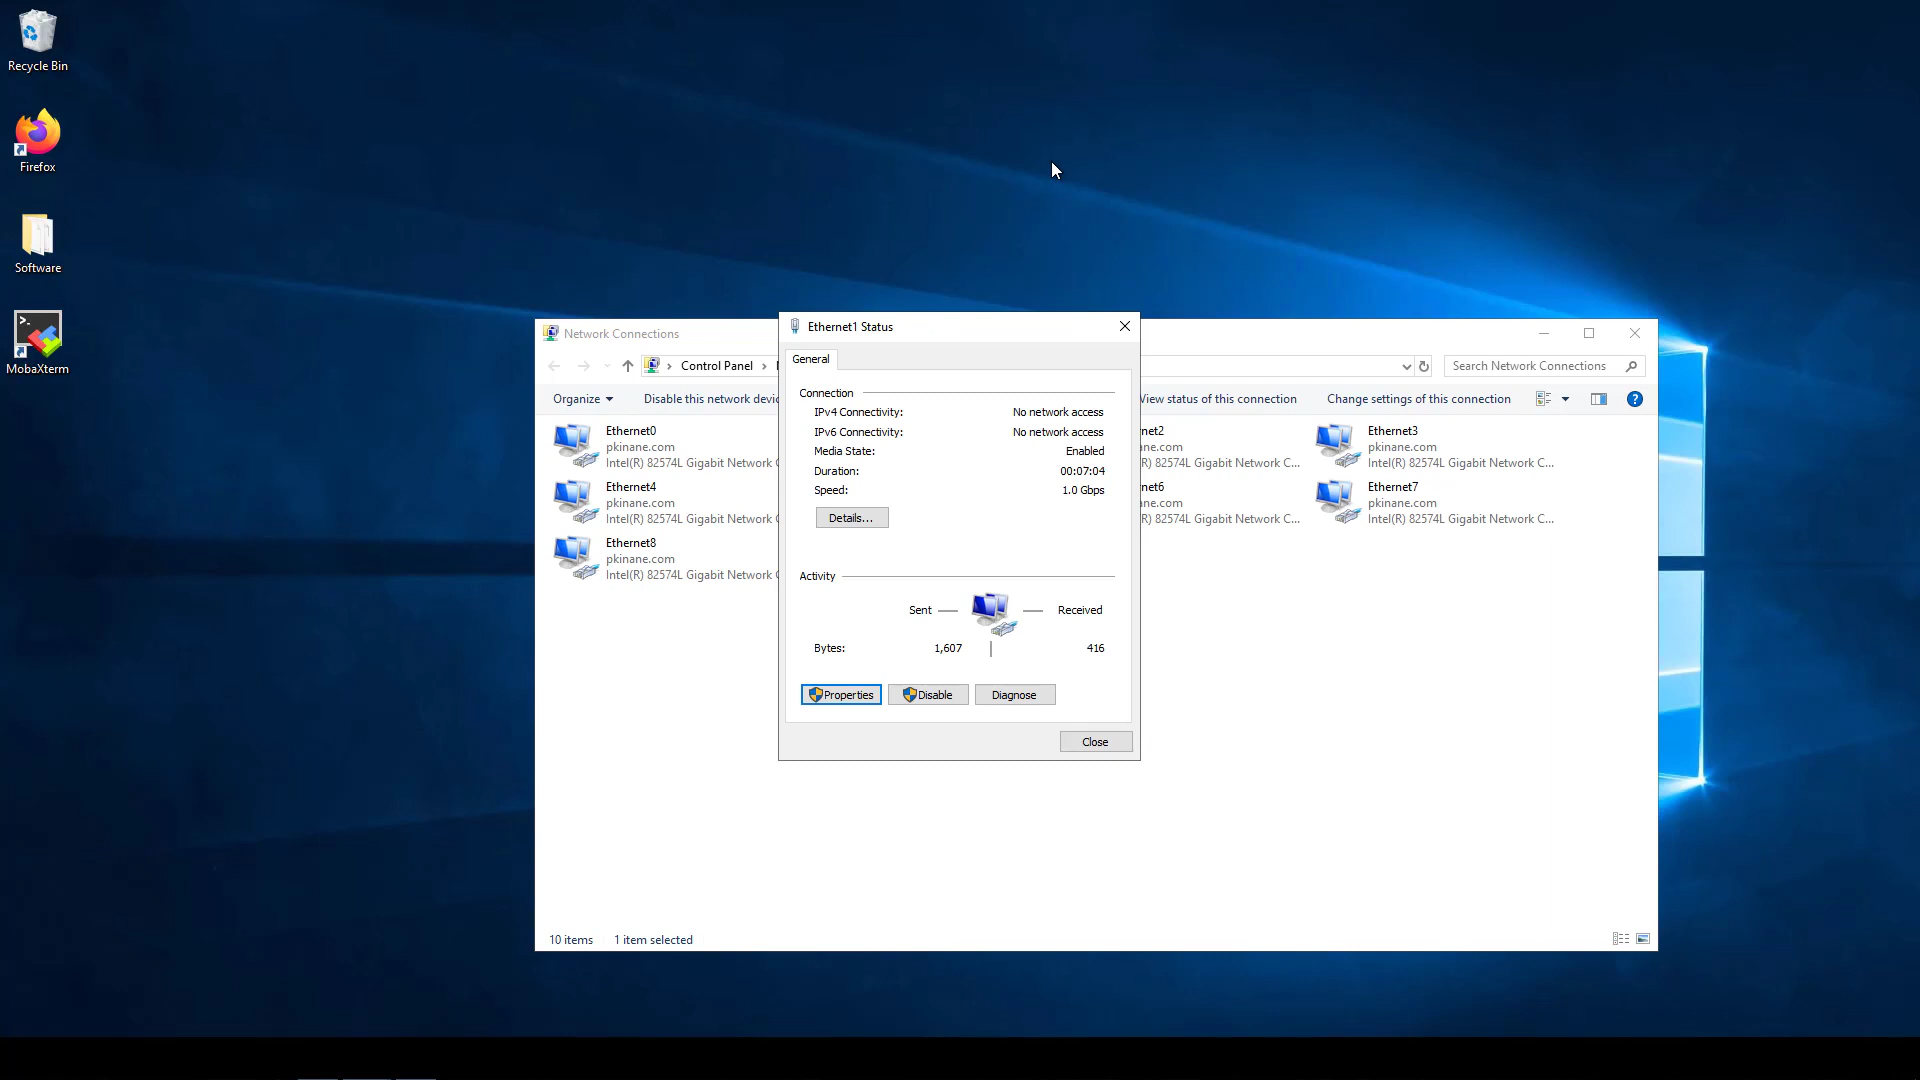 Recycle Bin
Firefox
Software
MobaXterm
Network Connections
Control Panel
Search Network Connections
Organize
Disable this network devic
View status of this connection
Change settings of this connection
Ethernet0
pkinane.com
Intel(R) 82574L Gigabit Network C
Ethernet4
pkinane.com
Intel(R) 82574L Gigabit Network C
Ethernet8
pkinane.com
Intel(R) 82574L Gigabit Network C
rnet2
ne.com
R) 82574L Gigabit Network C...
rnet6
ne.com
R) 82574L Gigabit Network C...
Ethernet3
pkinane.com
Intel(R) 82574L Gigabit Network C...
Ethernet7
pkinane.com
Intel(R) 82574L Gigabit Network C...
10 items 1 item selected
Ethernet1 Status
General
Connection
IPv4 Connectivity: No network access
IPv6 Connectivity: No network access
Media State: Enabled
Duration: 00:07:04
Speed: 1.0 Gbps
Details...
Activity
Sent Received
Bytes: 1,607 416
Properties Disable Diagnose
Close